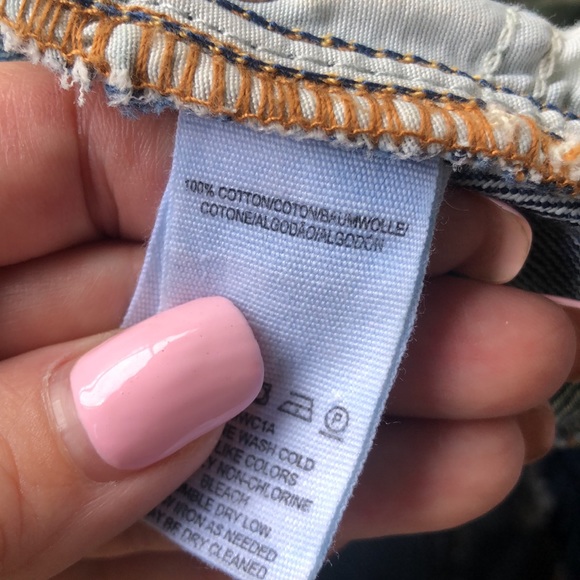 100% COTTON/COTON/BAUMWOLLE/
COTONE/ALGODÃO/ALGODON
P
WC1A
WASH COLD
LIKE COLORS
NON-CHLORINE
BLEACH
DRY LOW
IRON AS NEEDED
BE DRY CLEANED